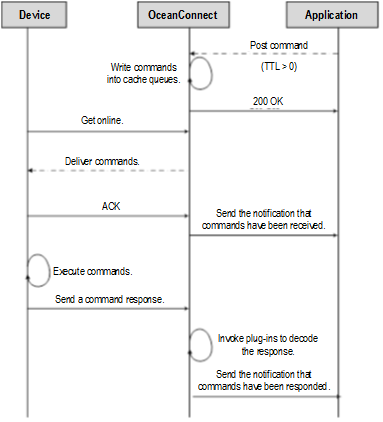 Device
OceanConnect
Application
Post command
Write commands
into cache queues.
(TTL > 0)
200 OK
Get online.
Deliver commands.
ACK
Send the notification that
commands have been received.
Execute commands.
Send a command response.
Invoke plug-ins to decode
the response.
Send the notification that
commands have been responded.